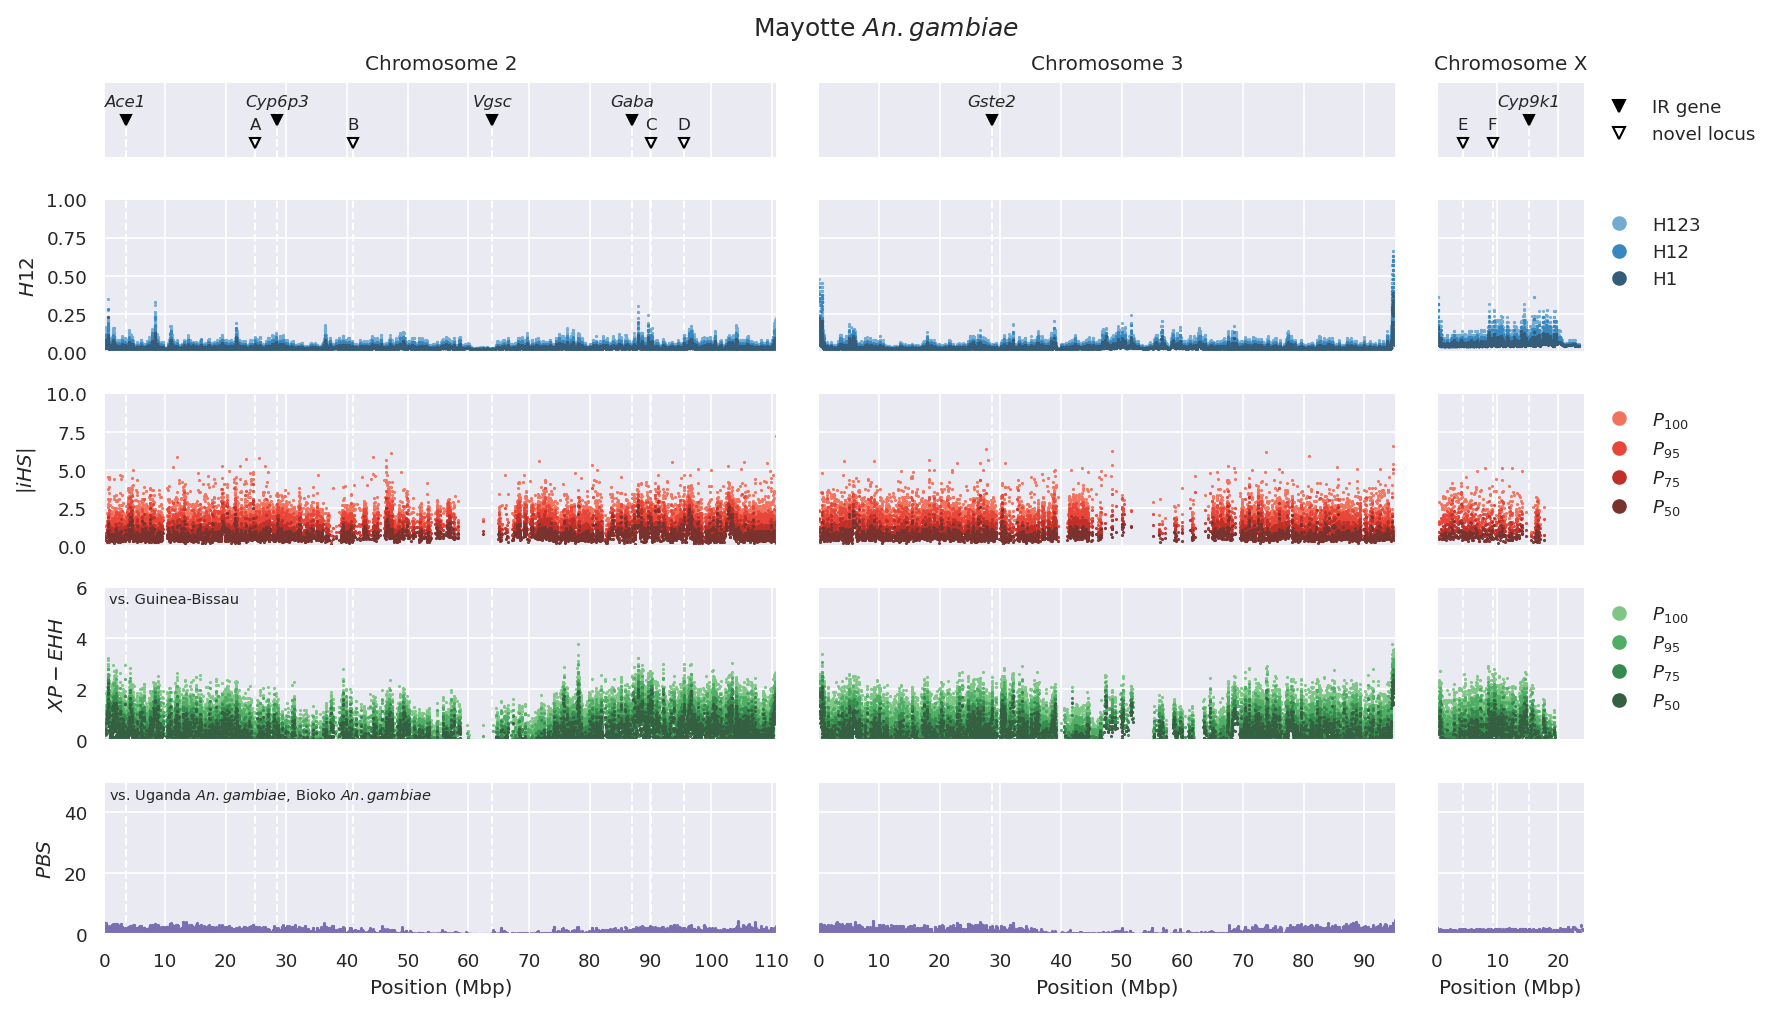 Mayotte An. gambiae
Chromosome 2 Chromosome 3 Chromosome X
Ace1 Cyp6p3 Vgsc Gaba Gste2 Cyp9k1
A B C D E F
IR gene
novel locus
H12
1.00
0.75
0.50
0.25
0.00
H123
H12
H1
|iHS|
10.0
7.5
5.0
2.5
0.0
P100
P95
P75
P50
XP − EHH
6
4
2
0
vs. Guinea-Bissau
P100
P95
P75
P50
PBS
40
20
0
vs. Uganda An. gambiae, Bioko An. gambiae
0 10 20 30 40 50 60 70 80 90 100 110 0 10 20 30 40 50 60 70 80 90 0 10 20
Position (Mbp) Position (Mbp) Position (Mbp)